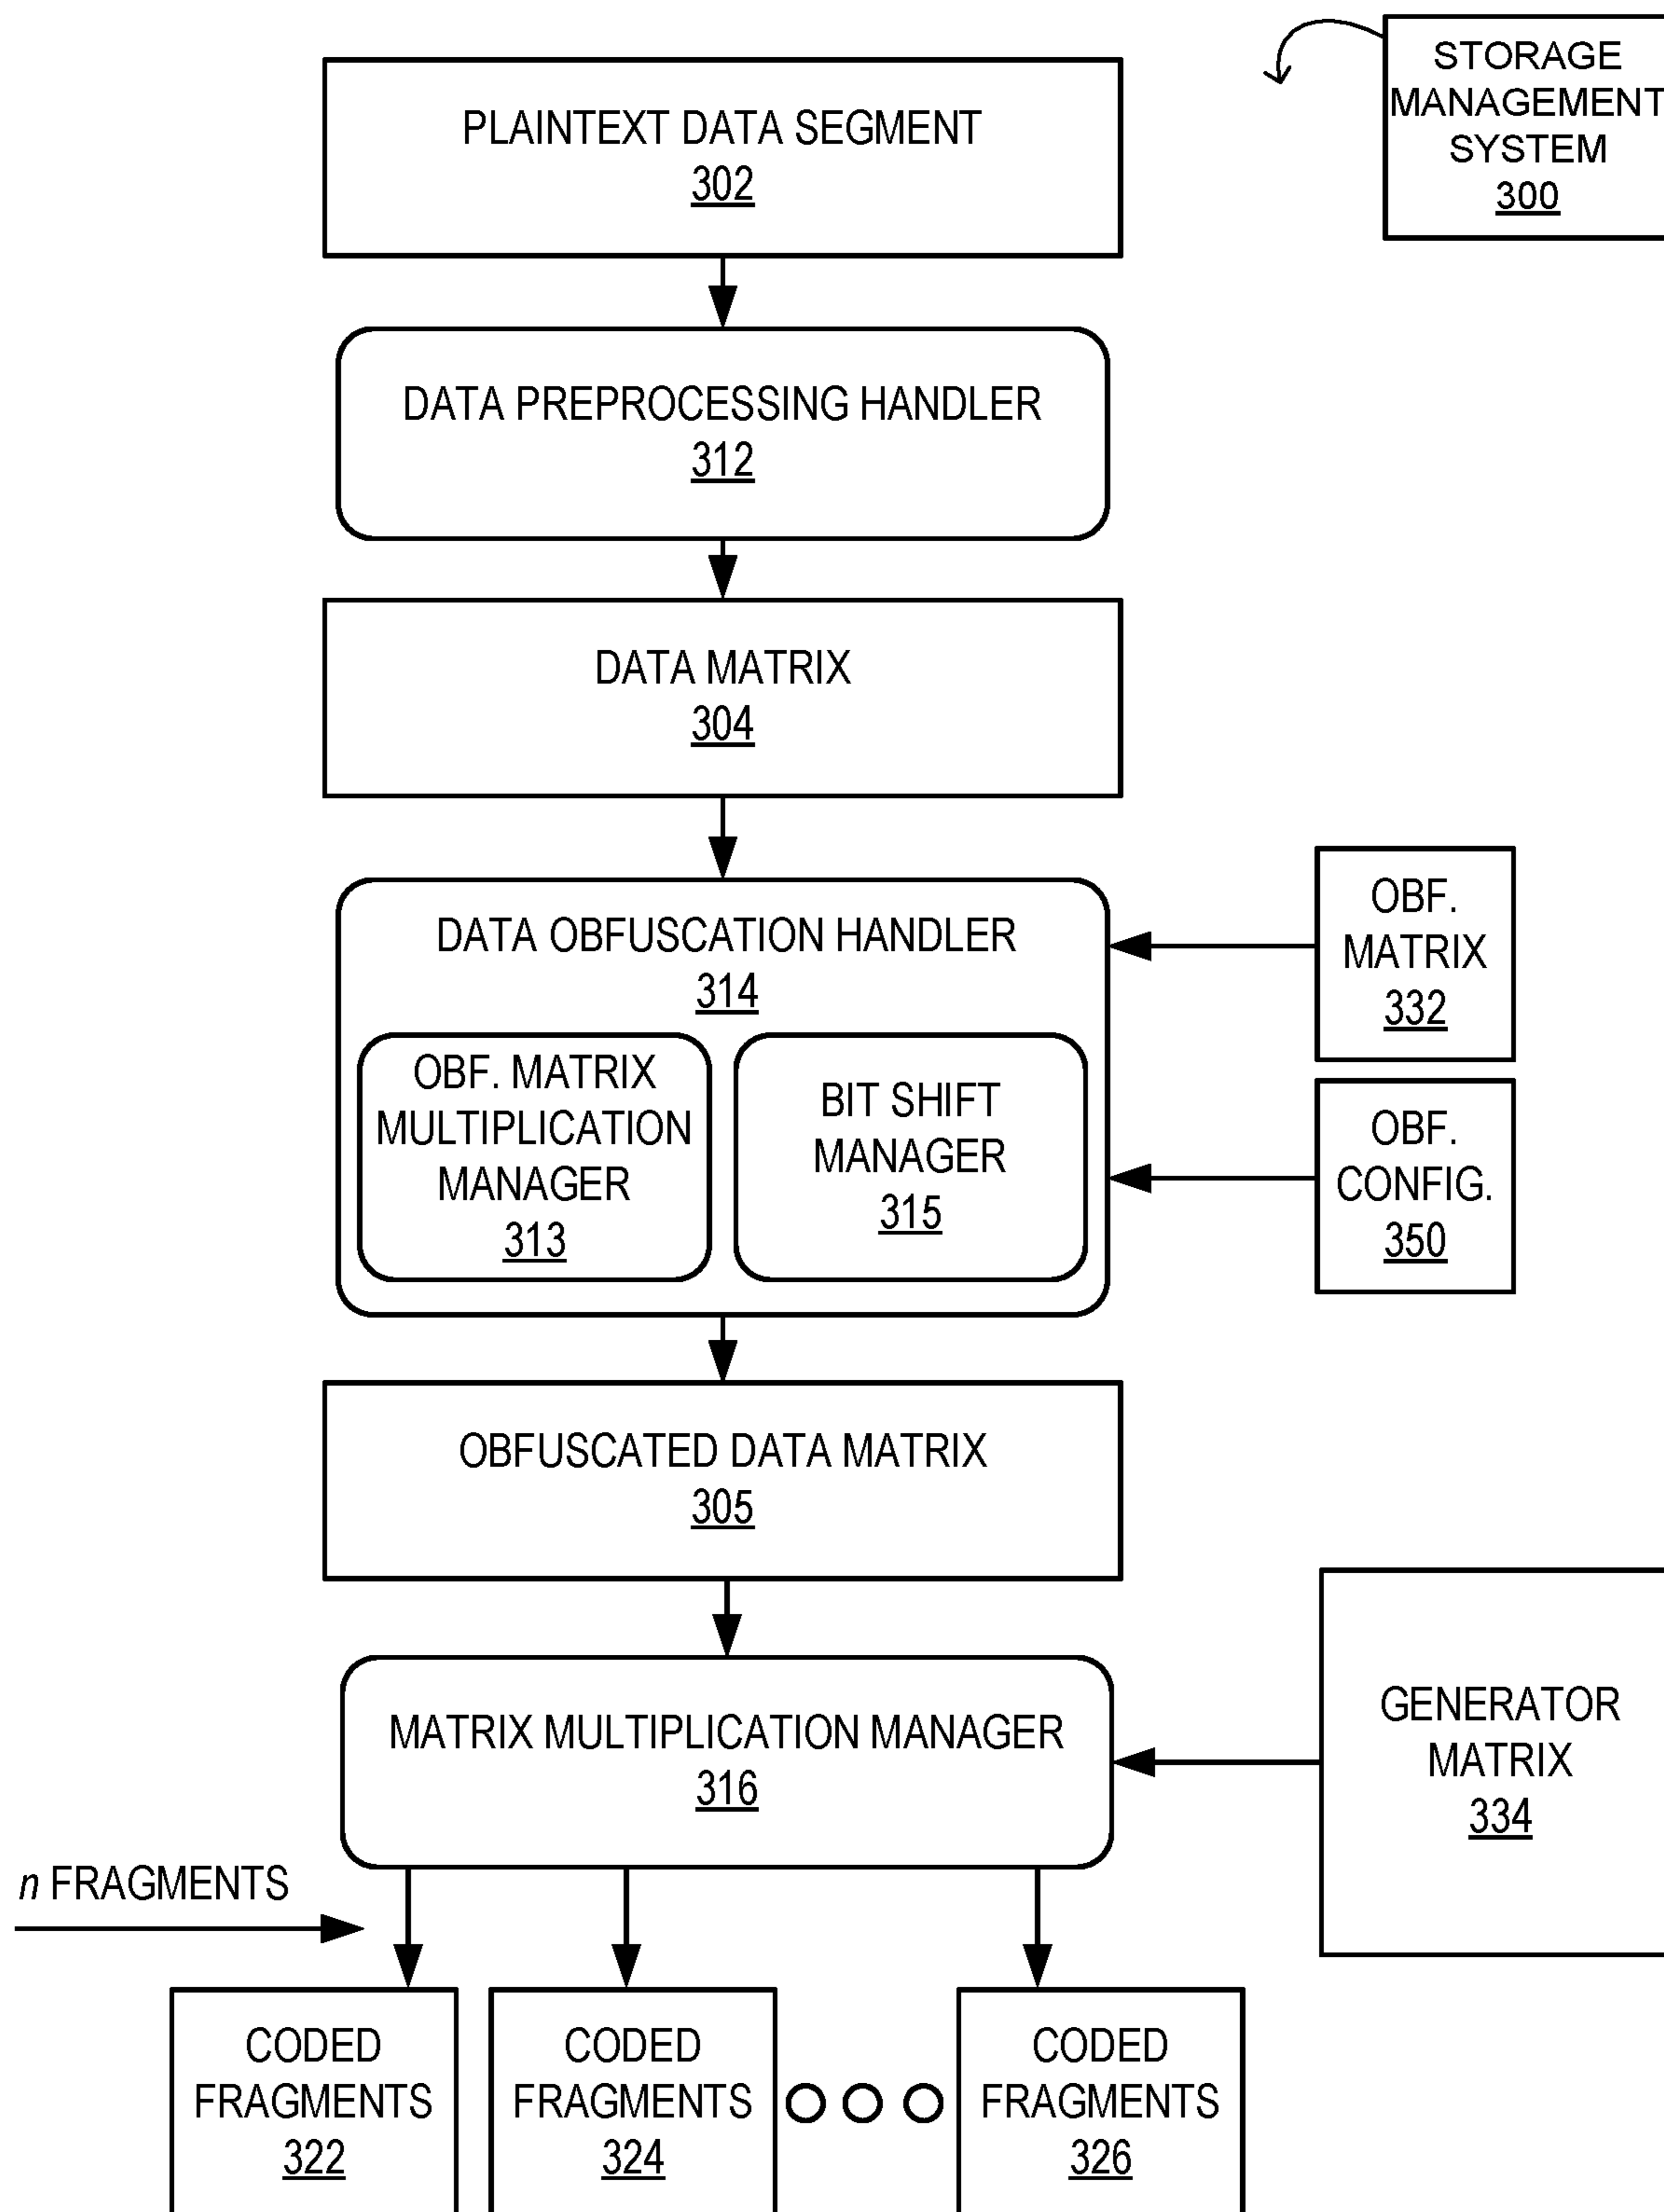 STORAGE
MANAGEMENT
SYSTEM
300
PLAINTEXT DATA SEGMENT
302
DATA PREPROCESSING HANDLER
312
DATA MATRIX
304
DATA OBFUSCATION HANDLER
314
OBF. MATRIX
MULTIPLICATION
MANAGER
313
BIT SHIFT
MANAGER
315
OBF.
MATRIX
332
OBF.
CONFIG.
350
OBFUSCATED DATA MATRIX
305
MATRIX MULTIPLICATION MANAGER
316
GENERATOR
MATRIX
334
n FRAGMENTS
CODED
FRAGMENTS
322
CODED
FRAGMENTS
324
CODED
FRAGMENTS
326